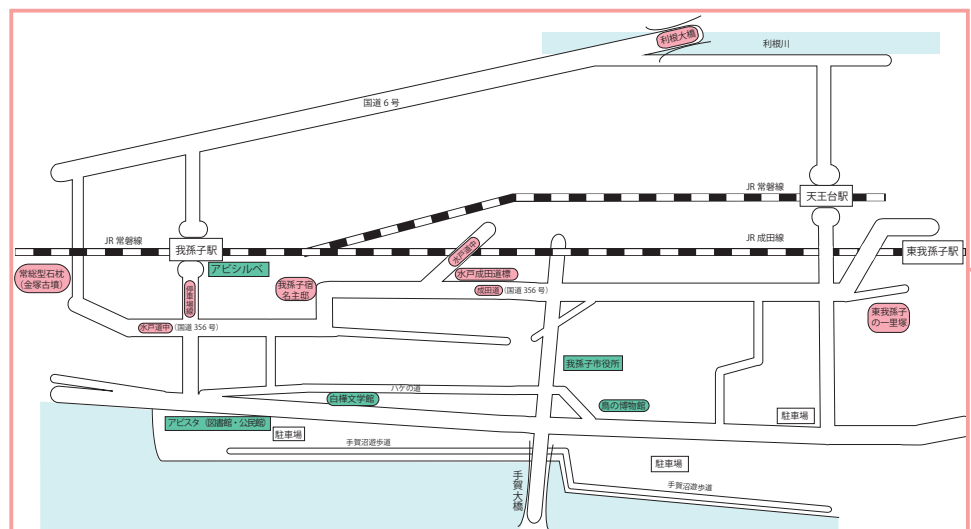 利根大橋
利根川
国道 6 号
JR 常磐線
天王台駅
JR 常磐線
我孫子駅
JR 成田線
東我孫子駅
アビシルベ
水戸道中
常総型石枕
(金塚古墳)
停車場線
我孫子宿
名主邸
水戸成田道標
成田道 (国道 356 号)
東我孫子
の一里塚
水戸道中 (国道 356 号)
我孫子市役所
ハケの道
白樺文学館
鳥の博物館
駐車場
アビスタ (図書館・公民館)
駐車場
手賀沼遊歩道
駐車場
手賀大橋
手賀沼遊歩道